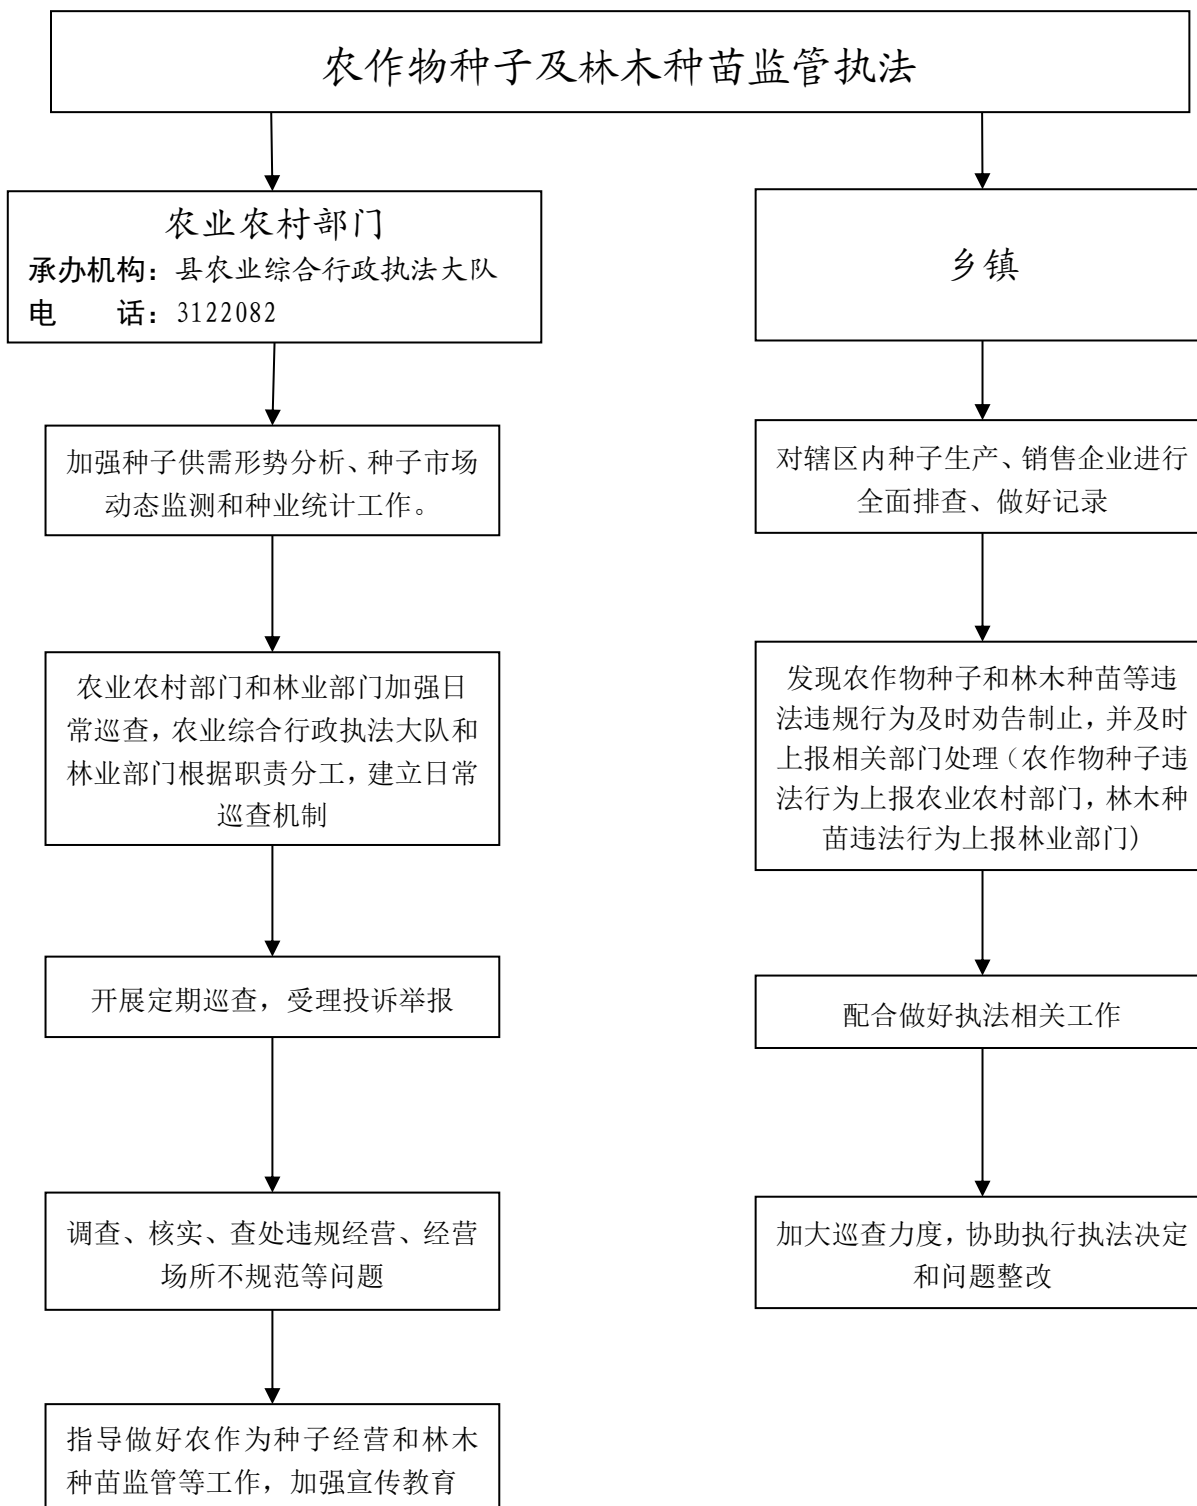 农作物种子及林木种苗监管执法
农业农村部门
承办机构：县农业综合行政执法大队
电　　话：3122082
加强种子供需形势分析、种子市场
动态监测和种业统计工作。
农业农村部门和林业部门加强日
常巡查，农业综合行政执法大队和
林业部门根据职责分工，建立日常
巡查机制
开展定期巡查，受理投诉举报
调查、核实、查处违规经营、经营
场所不规范等问题
指导做好农作为种子经营和林木
种苗监管等工作，加强宣传教育
乡镇
对辖区内种子生产、销售企业进行
全面排查、做好记录
发现农作物种子和林木种苗等违
法违规行为及时劝告制止，并及时
上报相关部门处理（农作物种子违
法行为上报农业农村部门，林木种
苗违法行为上报林业部门）
配合做好执法相关工作
加大巡查力度，协助执行执法决定
和问题整改